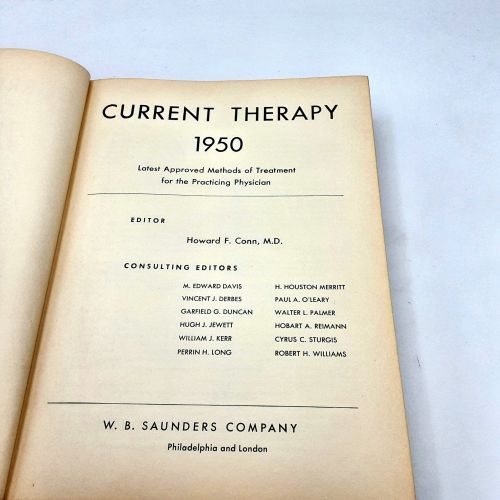 CURRENT THERAPY
1950
Latest Approved Methods of Treatment
for the Practicing Physician
EDITOR
Howard F. Conn, M.D.
CONSULTING EDITORS
M. EDWARD DAVIS
VINCENT J. DERBES
GARFIELD G. DUNCAN
HUGH J. JEWETT
WILLIAM J. KERR
PERRIN H. LONG
H. HOUSTON MERRITT
PAUL A. O'LEARY
WALTER L. PALMER
HOBART A. REIMANN
CYRUS C. STURGIS
ROBERT H. WILLIAMS
W. B. SAUNDERS COMPANY
Philadelphia and London